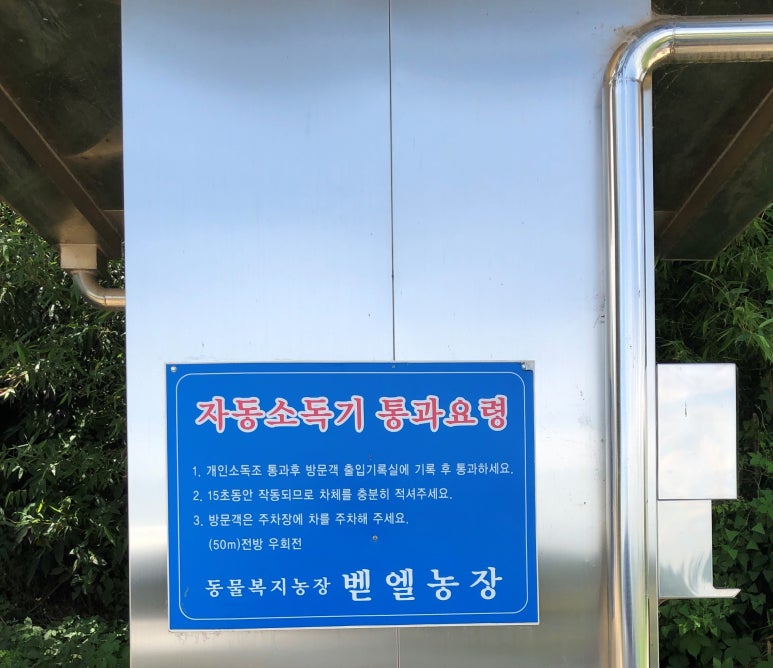 자동소독기 통과요령
1. 개인소독조 통과후 방문객 출입기록실에 기록 후 통과하세요.
2. 15초동안 작동되므로 차체를 충분히 적셔주세요.
3. 방문객은 주차장에 차를 주차해 주세요.
(50m)전방 우회전
동물복지농장 벧엘농장